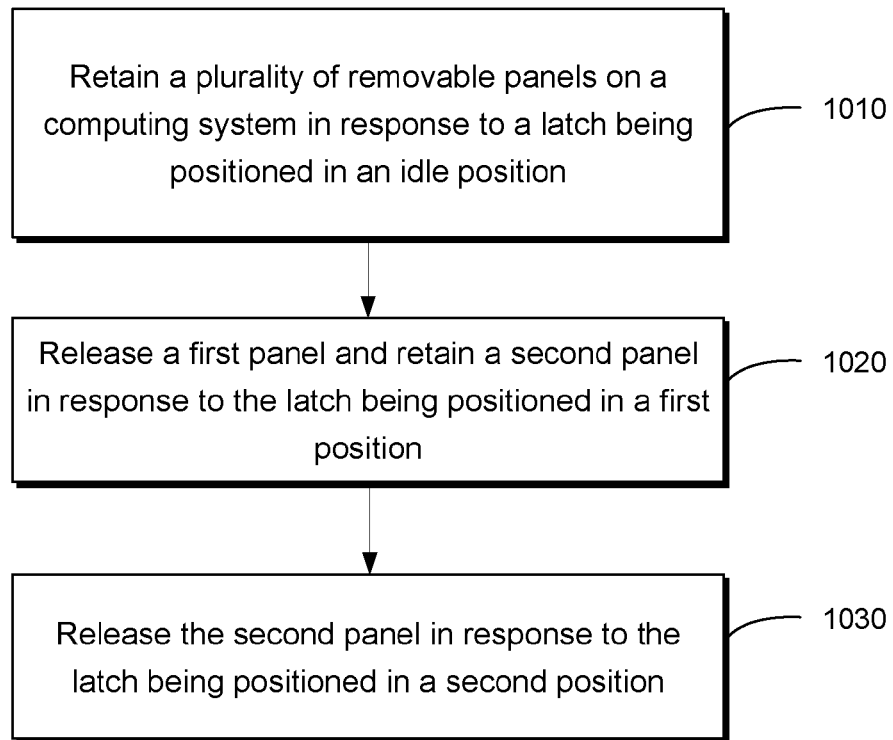 Retain a plurality of removable panels on a
computing system in response to a latch being
positioned in an idle position
1010
Release a first panel and retain a second panel
in response to the latch being positioned in a first
position
1020
Release the second panel in response to the
latch being positioned in a second position
1030